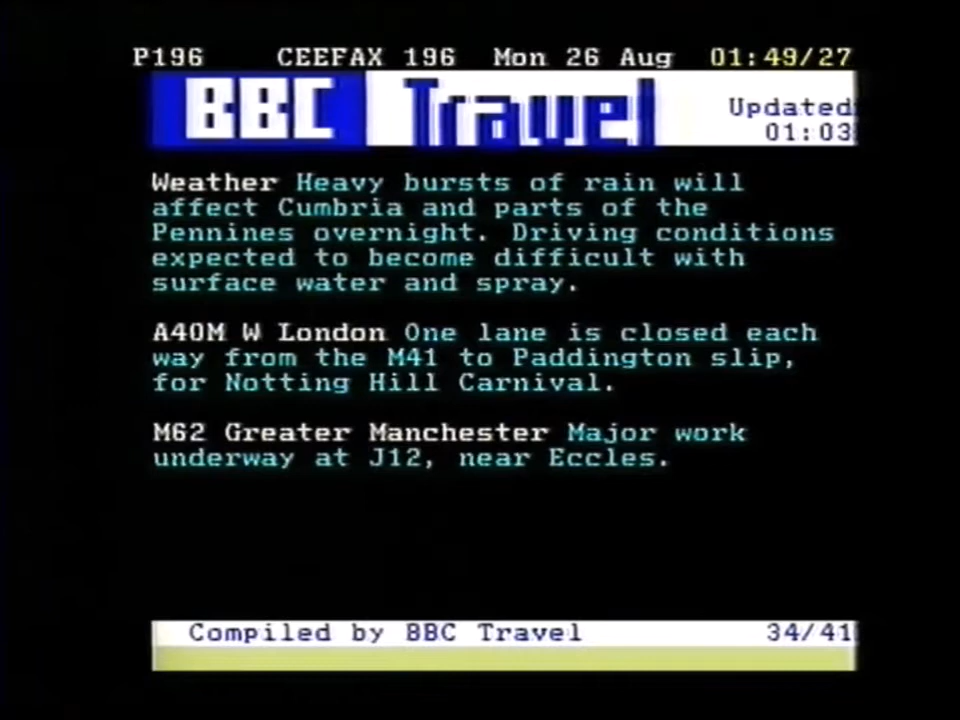 P196 CEEFAX 196 Mon 26 Aug 01:49/27
BBC Travel Updated
01:03
Weather Heavy bursts of rain will
affect Cumbria and parts of the
Pennines overnight. Driving conditions
expected to become difficult with
surface water and spray.
A40M W London One lane is closed each
way from the M41 to Paddington slip,
for Notting Hill Carnival.
M62 Greater Manchester Major work
underway at J12, near Eccles.
Compiled by BBC Travel 34/41